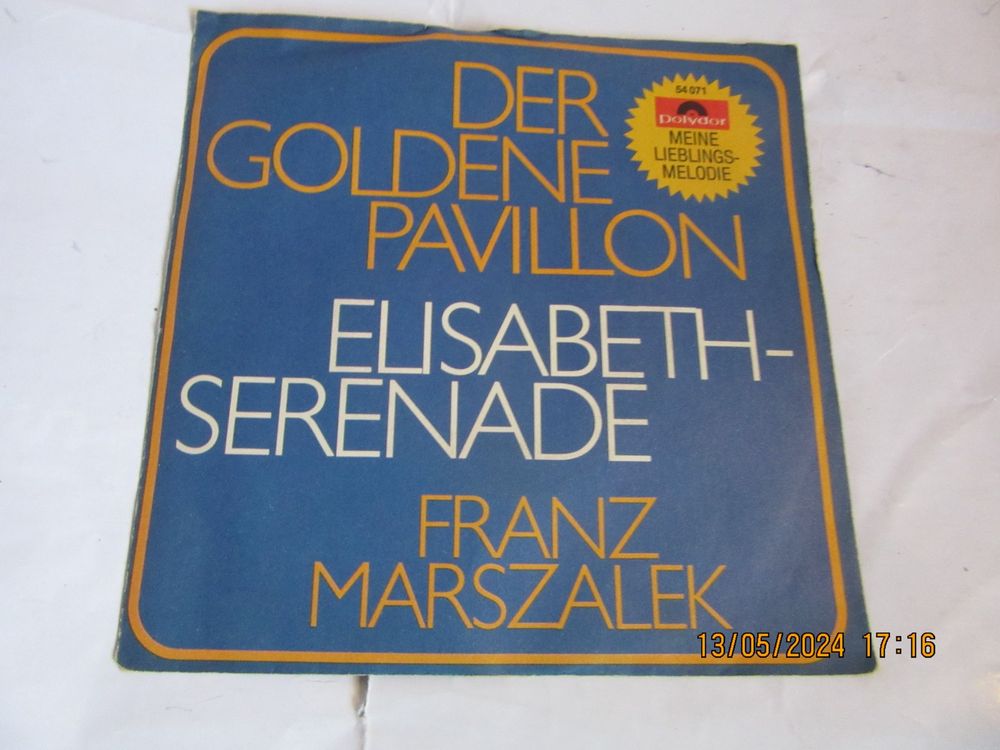 DER
GOLDENE
PAVILLON
54 071
Polydor
MEINE
LIEBLINGS-
MELODIE
ELISABETH-
SERENADE
FRANZ
MARSZALEK
13/05/2024 17:16